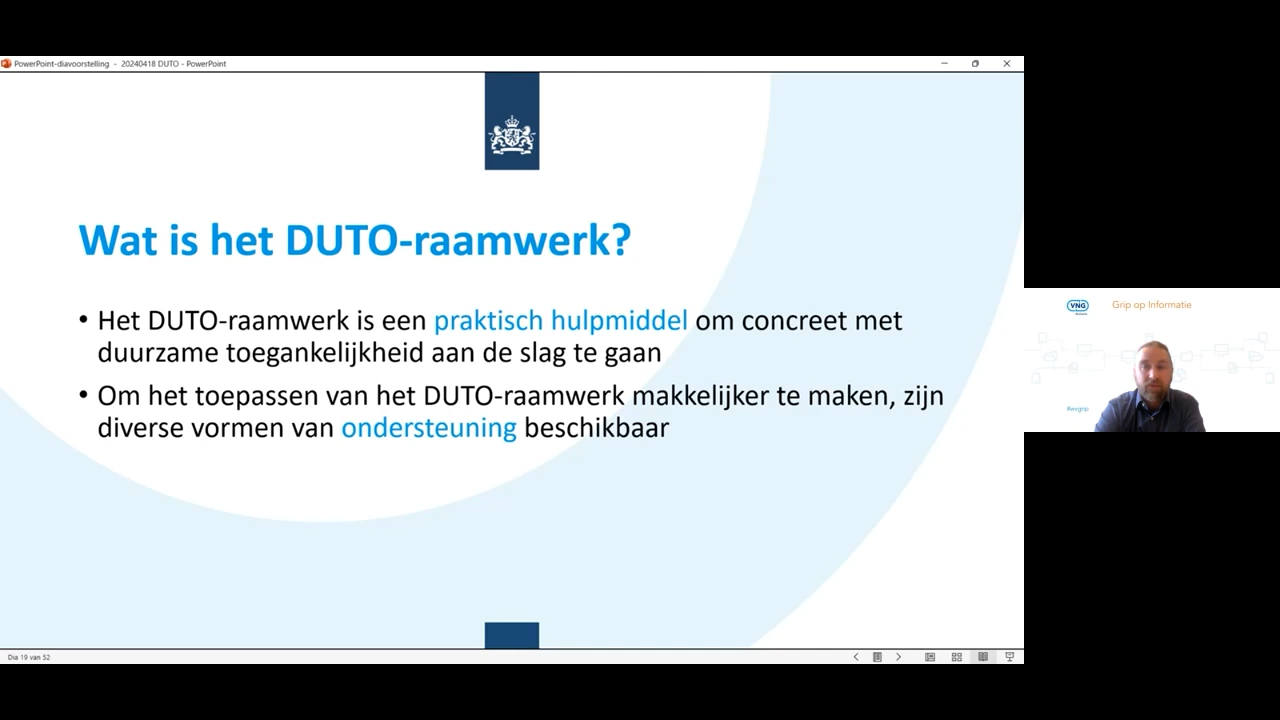 PowerPoint-diavoorstelling - 20240418 DUTO - PowerPoint
Wat is het DUTO-raamwerk?
• Het DUTO-raamwerk is een praktisch hulpmiddel om concreet met
duurzame toegankelijkheid aan de slag te gaan
• Om het toepassen van het DUTO-raamwerk makkelijker te maken, zijn
diverse vormen van ondersteuning beschikbaar
Dia 19 van 52
VNG
Grip op Informatie